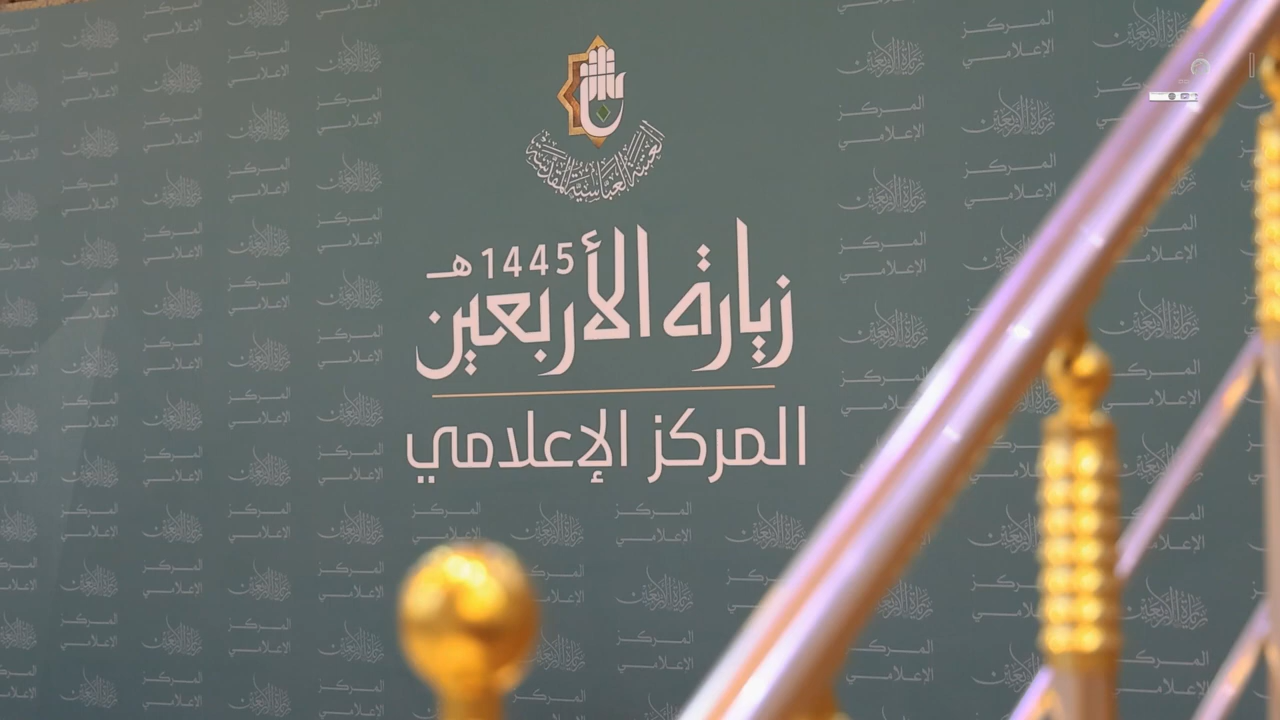 العتبة العباسية المقدسة
زيارة الأربعين 1445هـ
المركز الإعلامي